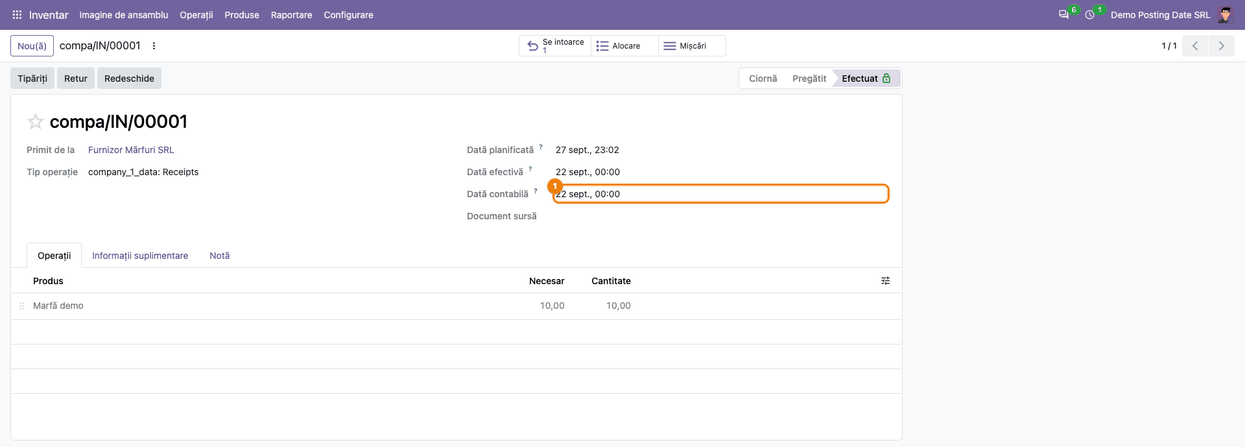 Inventar Imagine de ansamblu Operații Produse Raportare Configurare 6 1 Demo Posting Date SRL
Nou(ă) compa/IN/00001 Se intoarce 1 Alocare Mișcări 1 / 1
Tipăriți Retur Redeschide Ciornă Pregătit Efectuat
compa/IN/00001
Primit de la Furnizor Mărfuri SRL Dată planificată ? 27 sept., 23:02
Tip operație company_1_data: Receipts Dată efectivă ? 22 sept., 00:00
1
Dată contabilă ? 22 sept., 00:00
Document sursă
Operații Informații suplimentare Notă
Produs Necesar Cantitate
Marfă demo 10,00 10,00